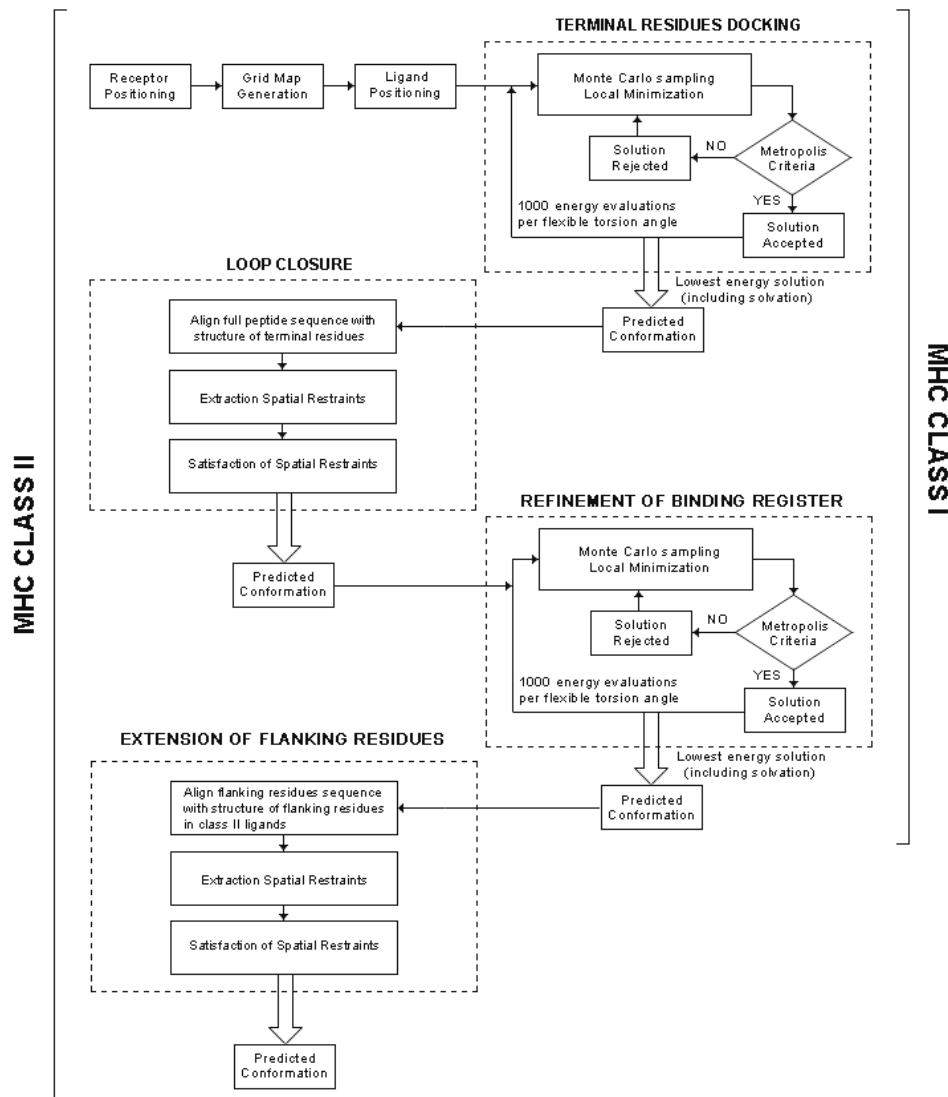 TERMINAL RESIDUES DOCKING
Receptor
Positioning
Grid Map
Generation
Ligand
Positioning
Monte Carlo sampling
Local Minimization
Solution
Rejected
NO
Metropolis
Criteria
YES
1000 energy evaluations
per flexible torsion angle
Solution
Accepted
Lowest energy solution
(including solvation)
Predicted
Conformation
LOOP CLOSURE
Align full peptide sequence with
structure of terminal residues
Extraction Spatial Restraints
Satisfaction of Spatial Restraints
Predicted
Conformation
REFINEMENT OF BINDING REGISTER
Monte Carlo sampling
Local Minimization
Solution
Rejected
NO
Metropolis
Criteria
YES
1000 energy evaluations
per flexible torsion angle
Solution
Accepted
Lowest energy solution
(including solvation)
Predicted
Conformation
EXTENSION OF FLANKING RESIDUES
Align flanking residues sequence
with structure of flanking residues
in class II ligands
Extraction Spatial Restraints
Satisfaction of Spatial Restraints
Predicted
Conformation
MHC CLASS II
MHC CLASS I